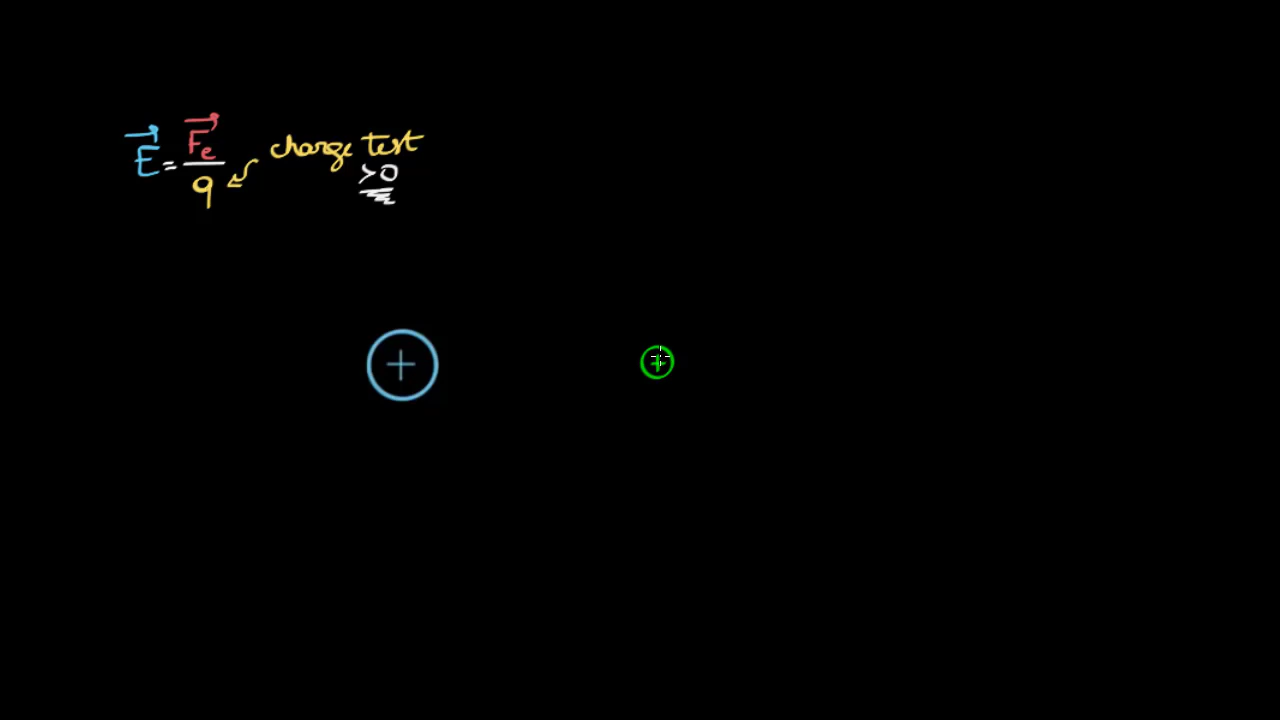 E = Fe / q charge test
> 0
+ +